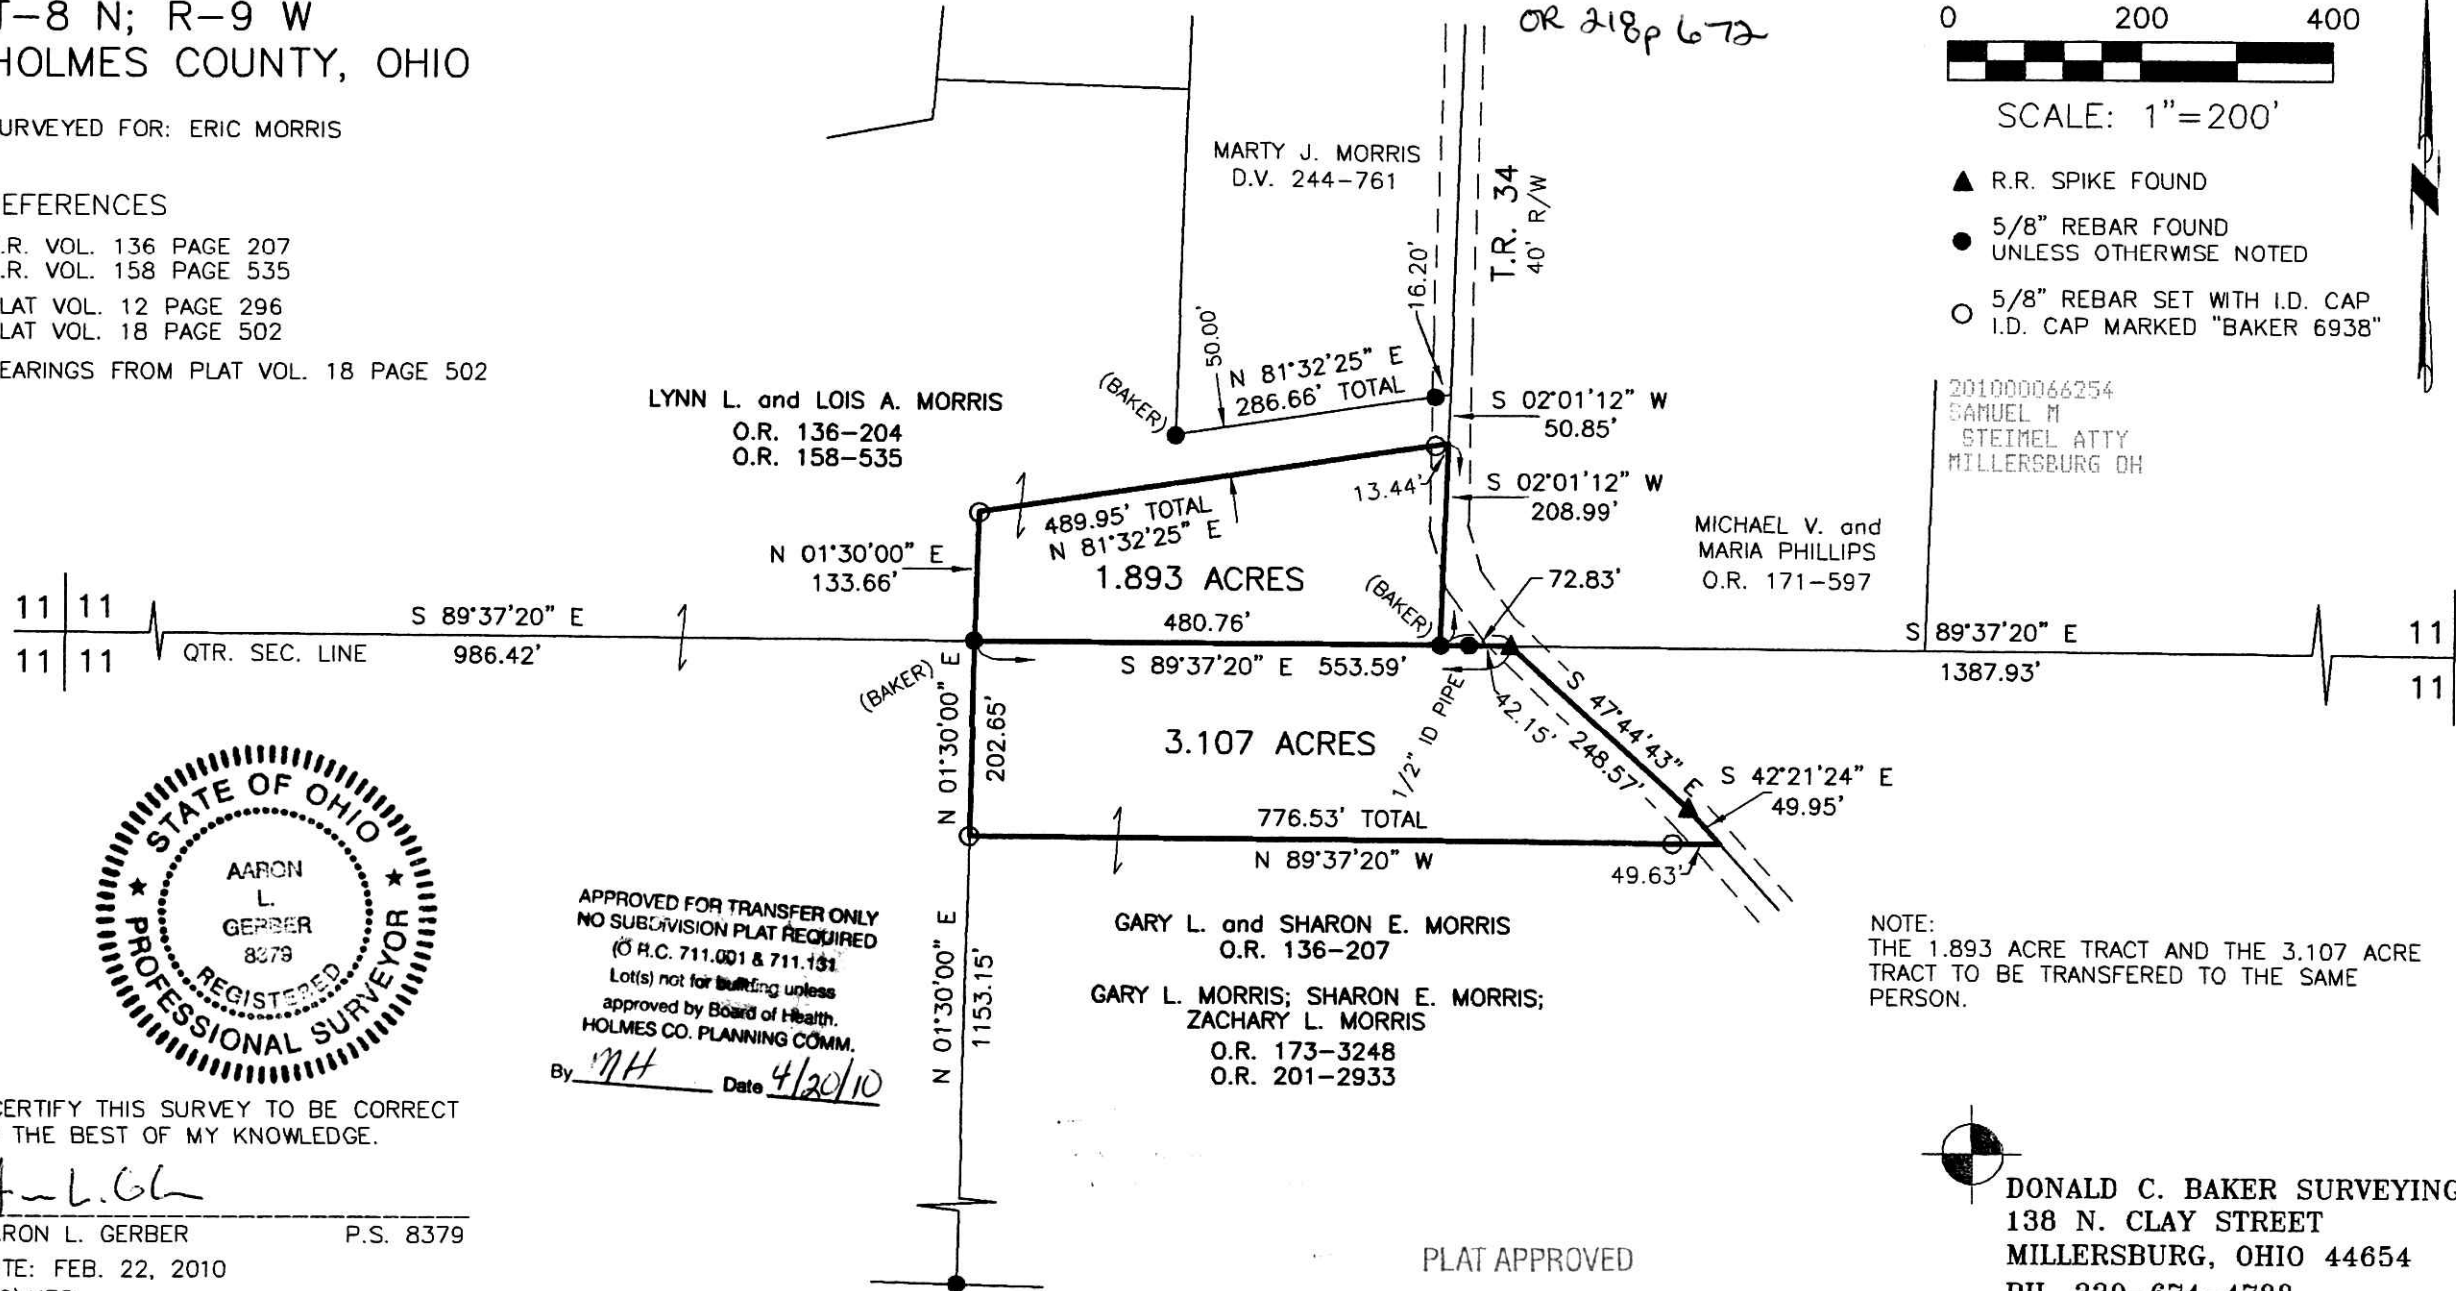 T-8 N; R-9 W
HOLMES COUNTY, OHIO
URVEYED FOR: ERIC MORRIS
EFERENCES
.R. VOL. 136 PAGE 207
.R. VOL. 158 PAGE 535
LAT VOL. 12 PAGE 296
LAT VOL. 18 PAGE 502
EARINGS FROM PLAT VOL. 18 PAGE 502
OR 218p 672
0 200 400
SCALE: 1"=200'
R.R. SPIKE FOUND
5/8" REBAR FOUND
UNLESS OTHERWISE NOTED
5/8" REBAR SET WITH I.D. CAP
I.D. CAP MARKED "BAKER 6938"
201000066254
SAMUEL M
STEIMEL ATTY
MILLERSBURG OH
MARTY J. MORRIS
D.V. 244-761
T.R. 34
40' R/W
16.20'
50.00'
N 81°32'25" E
286.66' TOTAL
(BAKER)
S 02°01'12" W
50.85'
LYNN L. and LOIS A. MORRIS
O.R. 136-204
O.R. 158-535
13.44'
S 02°01'12" W
208.99'
489.95' TOTAL
N 81°32'25" E
N 01°30'00" E
133.66'
1.893 ACRES
(BAKER)
72.83'
MICHAEL V. and
MARIA PHILLIPS
O.R. 171-597
11 11
11 11
S 89°37'20" E
QTR. SEC. LINE 986.42'
480.76'
S 89°37'20" E 553.59'
S 89°37'20" E
1387.93'
11
11
(BAKER)
N 01°30'00" E
202.65'
3.107 ACRES
1/2" ID PIPE
42.15'
S 47°44'43" E
248.57'
S 42°21'24" E
49.95'
776.53' TOTAL
N 89°37'20" W
49.63'
STATE OF OHIO
AARON
L.
GERBER
8379
REGISTERED
PROFESSIONAL SURVEYOR
APPROVED FOR TRANSFER ONLY
NO SUBDIVISION PLAT REQUIRED
(O R.C. 711.001 & 711.131
Lot(s) not for building unless
approved by Board of Health.
HOLMES CO. PLANNING COMM.
By MH Date 4/20/10
N 01°30'00" E
1153.15'
GARY L. and SHARON E. MORRIS
O.R. 136-207
GARY L. MORRIS; SHARON E. MORRIS;
ZACHARY L. MORRIS
O.R. 173-3248
O.R. 201-2933
NOTE:
THE 1.893 ACRE TRACT AND THE 3.107 ACRE
TRACT TO BE TRANSFERED TO THE SAME
PERSON.
CERTIFY THIS SURVEY TO BE CORRECT
THE BEST OF MY KNOWLEDGE.
RON L. GERBER P.S. 8379
TE: FEB. 22, 2010
PLAT APPROVED
DONALD C. BAKER SURVEYING
138 N. CLAY STREET
MILLERSBURG, OHIO 44654